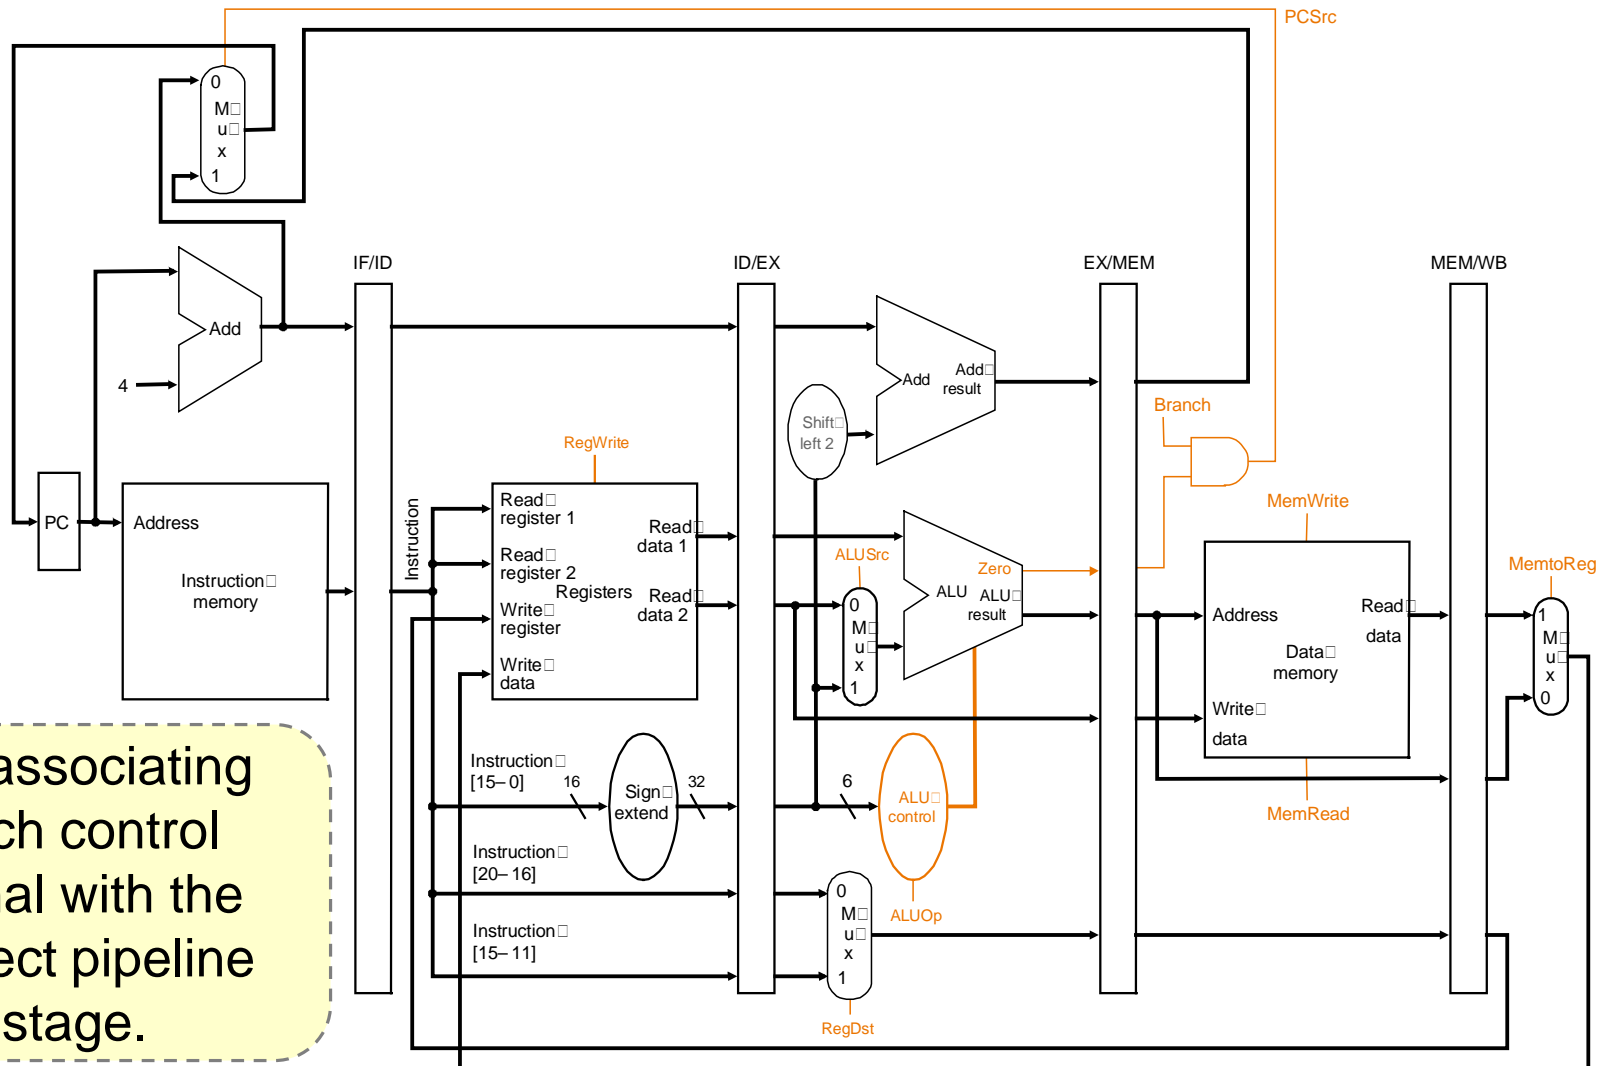 PCSrc
0
M
u
x
1
IF/ID
ID/EX
EX/MEM
MEM/WB
Add
4
Add
Add
result
Shift
left 2
Branch
RegWrite
PC
Address
Instruction
memory
Instruction
Read
register 1
Read
register 2
Registers
Write
register
Write
data
Read
data 1
Read
data 2
ALUSrc
0
M
u
x
1
Zero
ALU
ALU
result
MemWrite
Address
Read
data
Data
memory
Write
data
MemRead
MemtoReg
1
M
u
x
0
Instruction
[15–0]
16
Sign
extend
32
6
ALU
control
ALUOp
Instruction
[20–16]
Instruction
[15–11]
0
M
u
x
1
RegDst
associating
ch control
al with the
ect pipeline
stage.